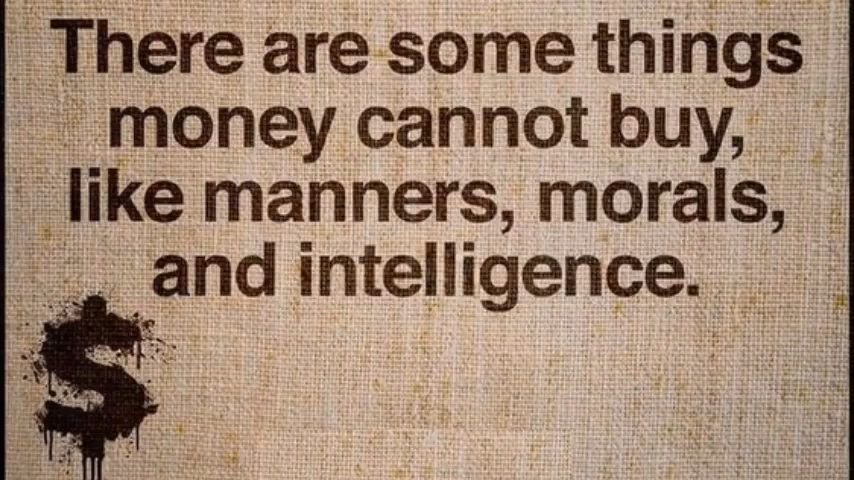 There are some things
money cannot buy,
like manners, morals,
and intelligence.
$